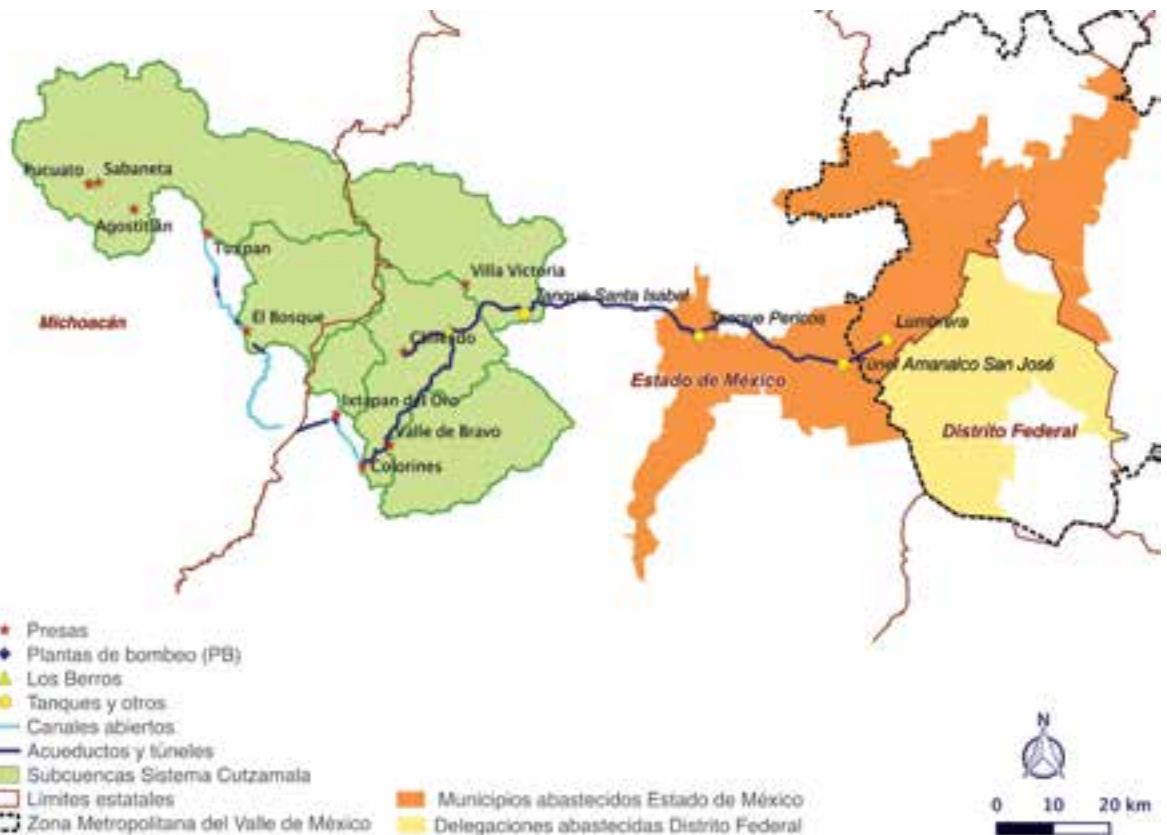 Pucuato
Sabaneta
Agostitlán
Tuxpan
Villa Victoria
Tanque Santa Isabel
Michoacán
El Bosque
Chilesdo
Tanque Pericos
Lumbrera
Túnel Amanalco San José
Estado de México
Ixtapan del Oro
Valle de Bravo
Distrito Federal
Colorines
Presas
Plantas de bombeo (PB)
Los Berros
Tanques y otros
Canales abiertos
Acueductos y túneles
Subcuencas Sistema Cutzamala
Límites estatales
Zona Metropolitana del Valle de México
Municipios abastecidos Estado de México
Delegaciones abastecidas Distrito Federal
N
0 10 20 km